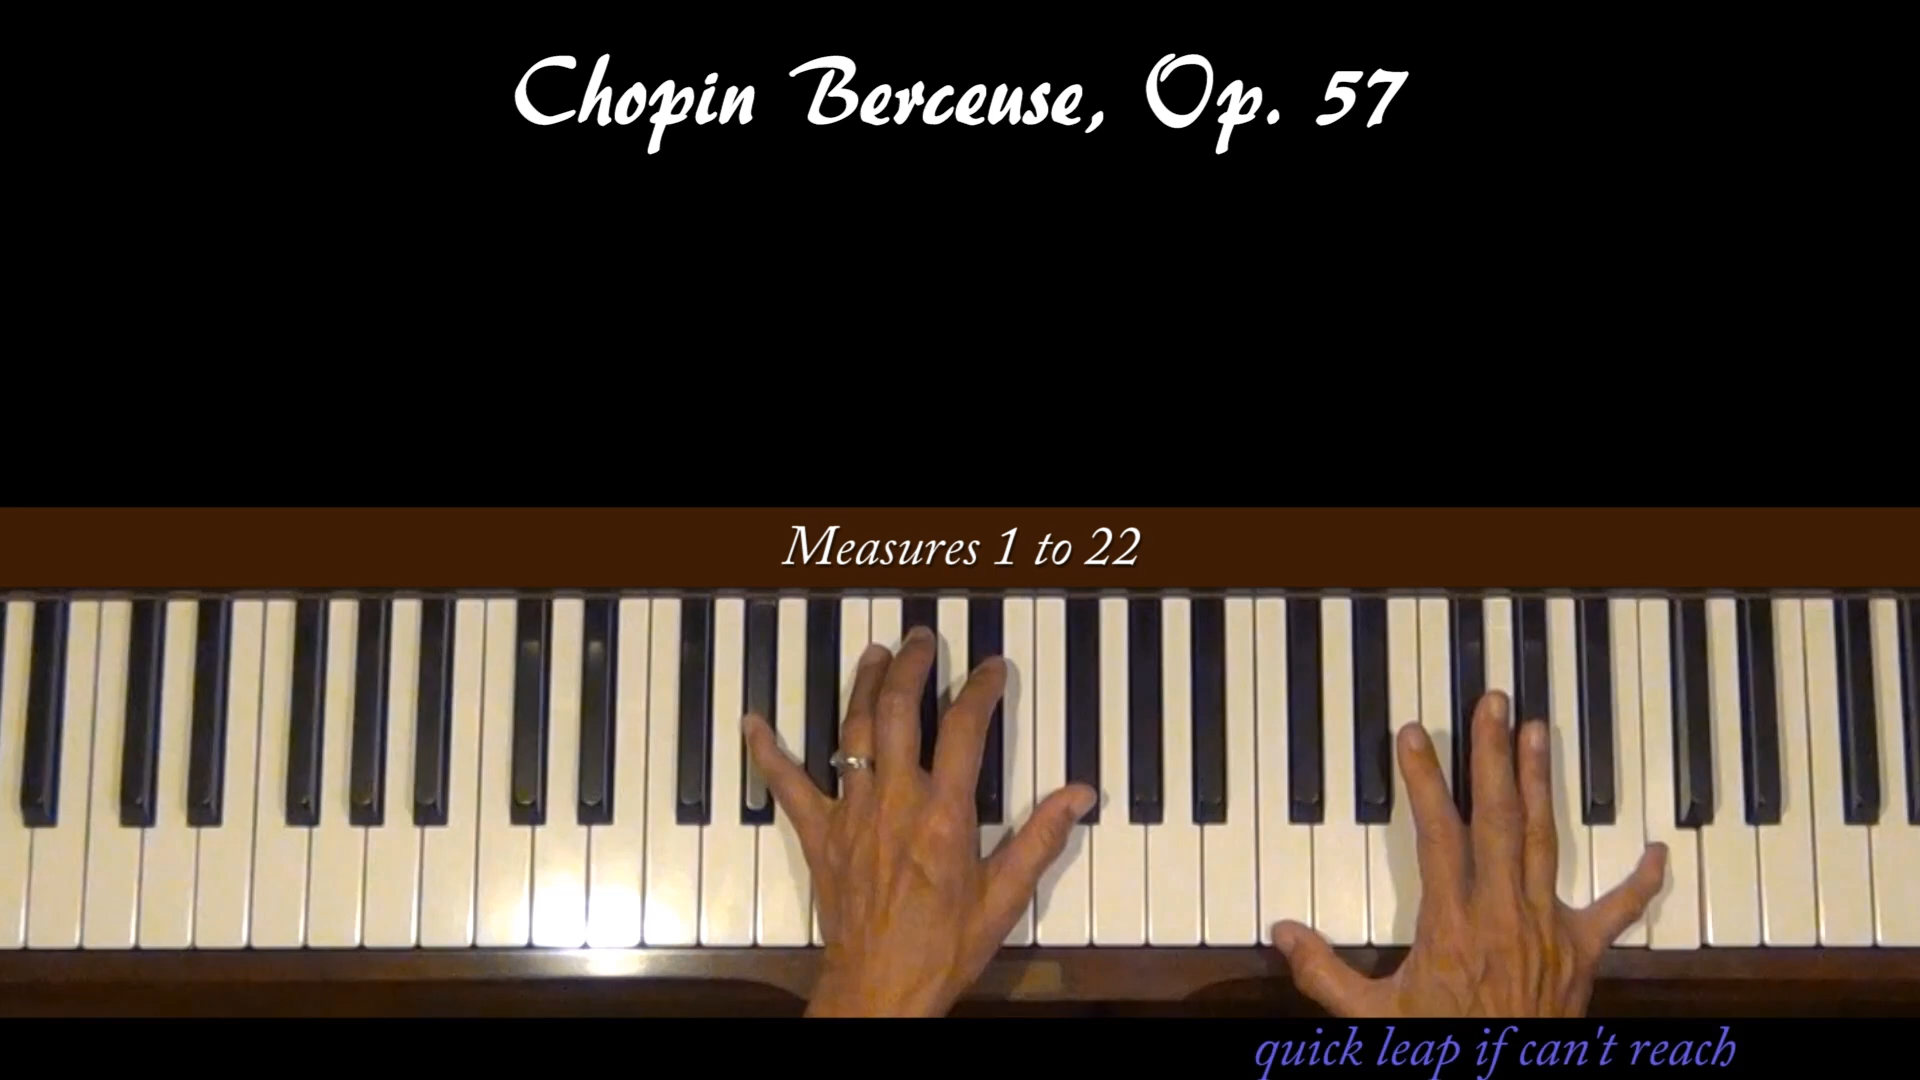 Chopin Berceuse, Op. 57
Measures 1 to 22
quick leap if can't reach